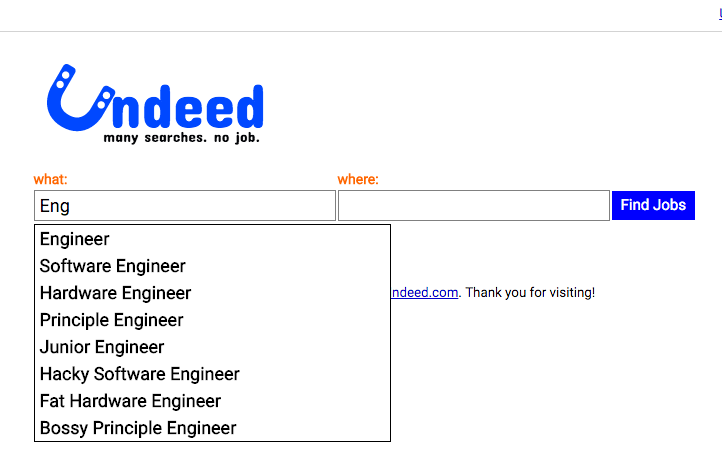 Undeed
many searches. no job.
what: where:
Eng Find Jobs
Engineer
Software Engineer
Hardware Engineer
ndeed.com. Thank you for visiting!
Principle Engineer
Junior Engineer
Hacky Software Engineer
Fat Hardware Engineer
Bossy Principle Engineer